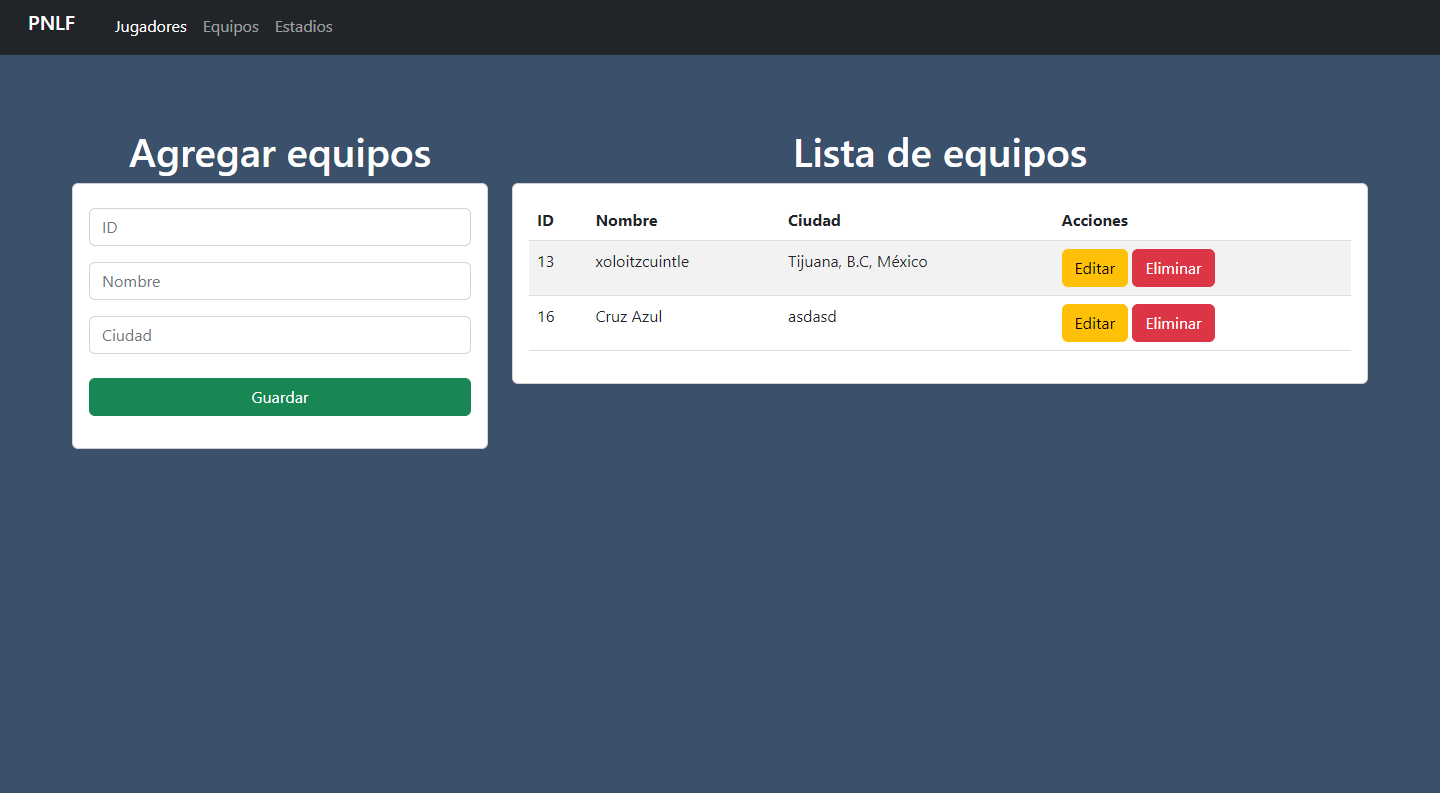 PNLF Jugadores Equipos Estadios
Agregar equipos
ID
Nombre
Ciudad
Guardar
Lista de equipos
ID Nombre Ciudad Acciones
13 xoloitzcuintle Tijuana, B.C, México Editar Eliminar
16 Cruz Azul asdasd Editar Eliminar